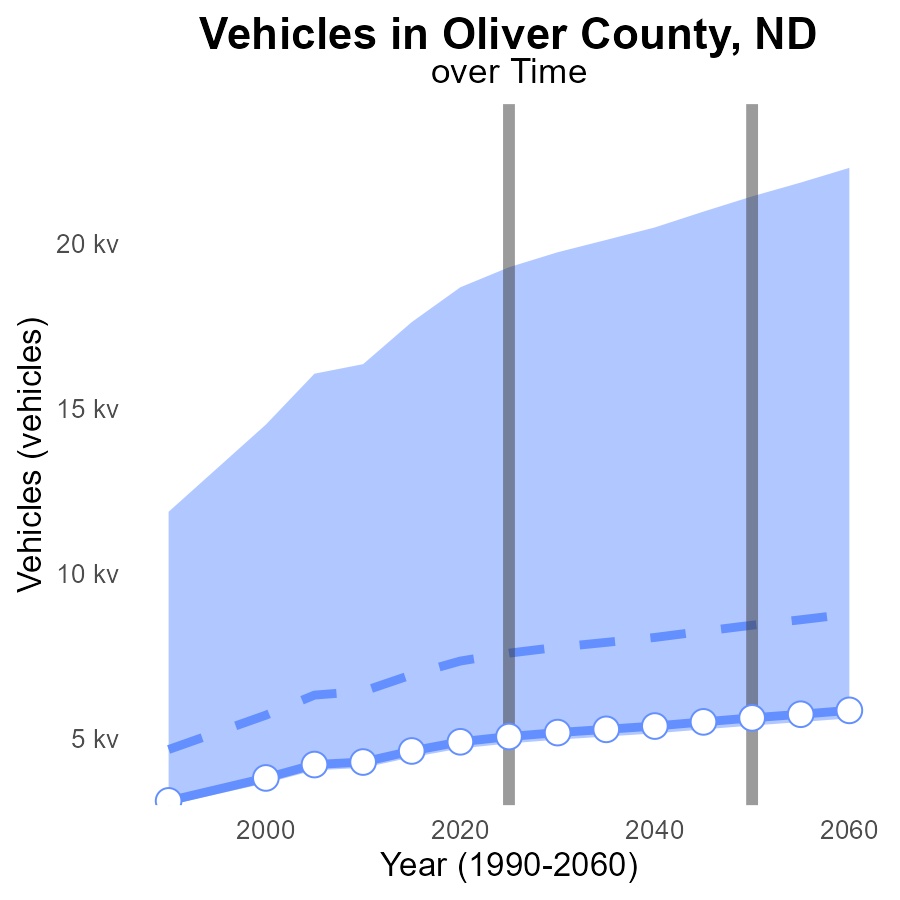 Vehicles in Oliver County, ND
over Time
20 kv
15 kv
10 kv
5 kv
Vehicles (vehicles)
2000
2020
2040
2060
Year (1990-2060)